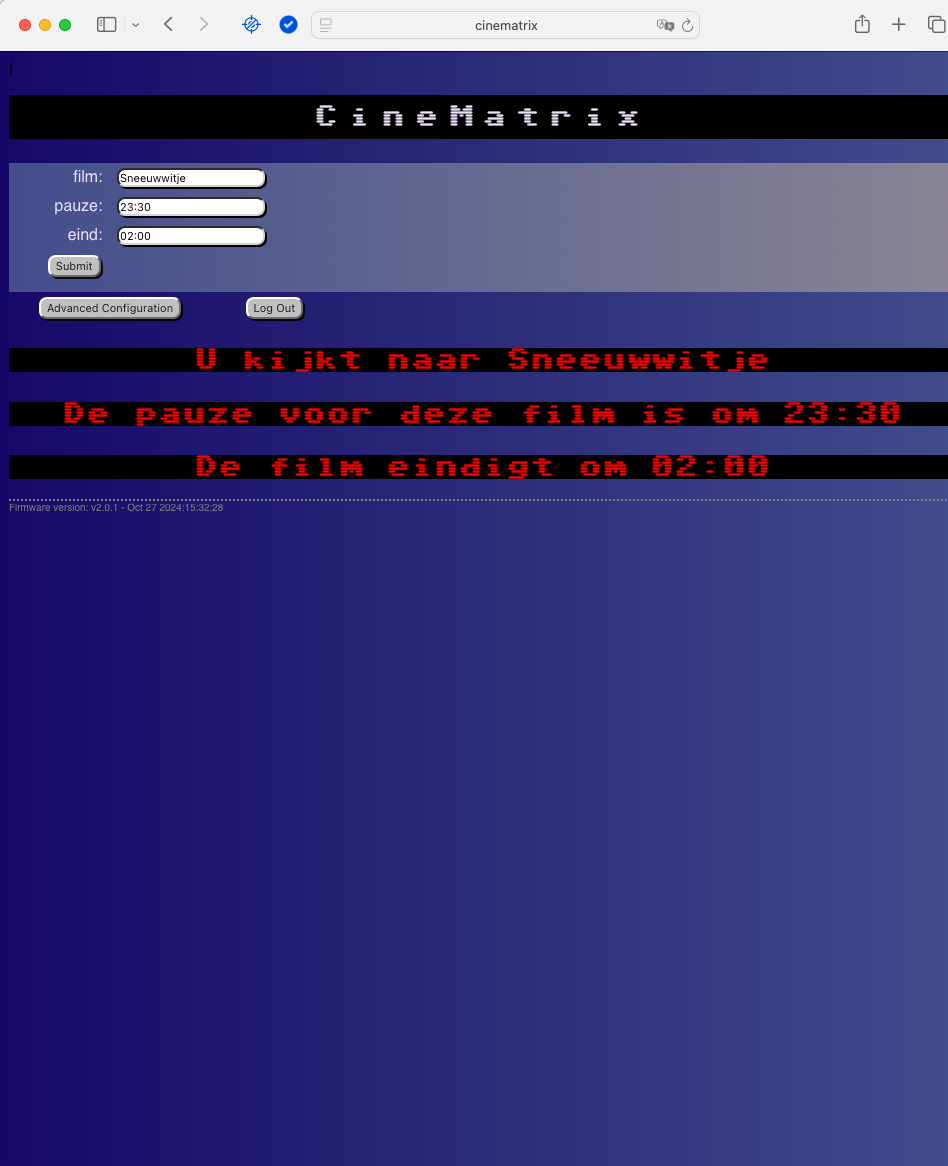 cinematrix
CineMatrix
film: Sneeuwwitje
pauze: 23:30
eind: 02:00
Submit
Advanced Configuration Log Out
U kijkt naar Sneeuwwitje
De pauze voor deze film is om 23:30
De film eindigt om 02:00
Firmware version: v2.0.1 - Oct 27 2024:15:32:28